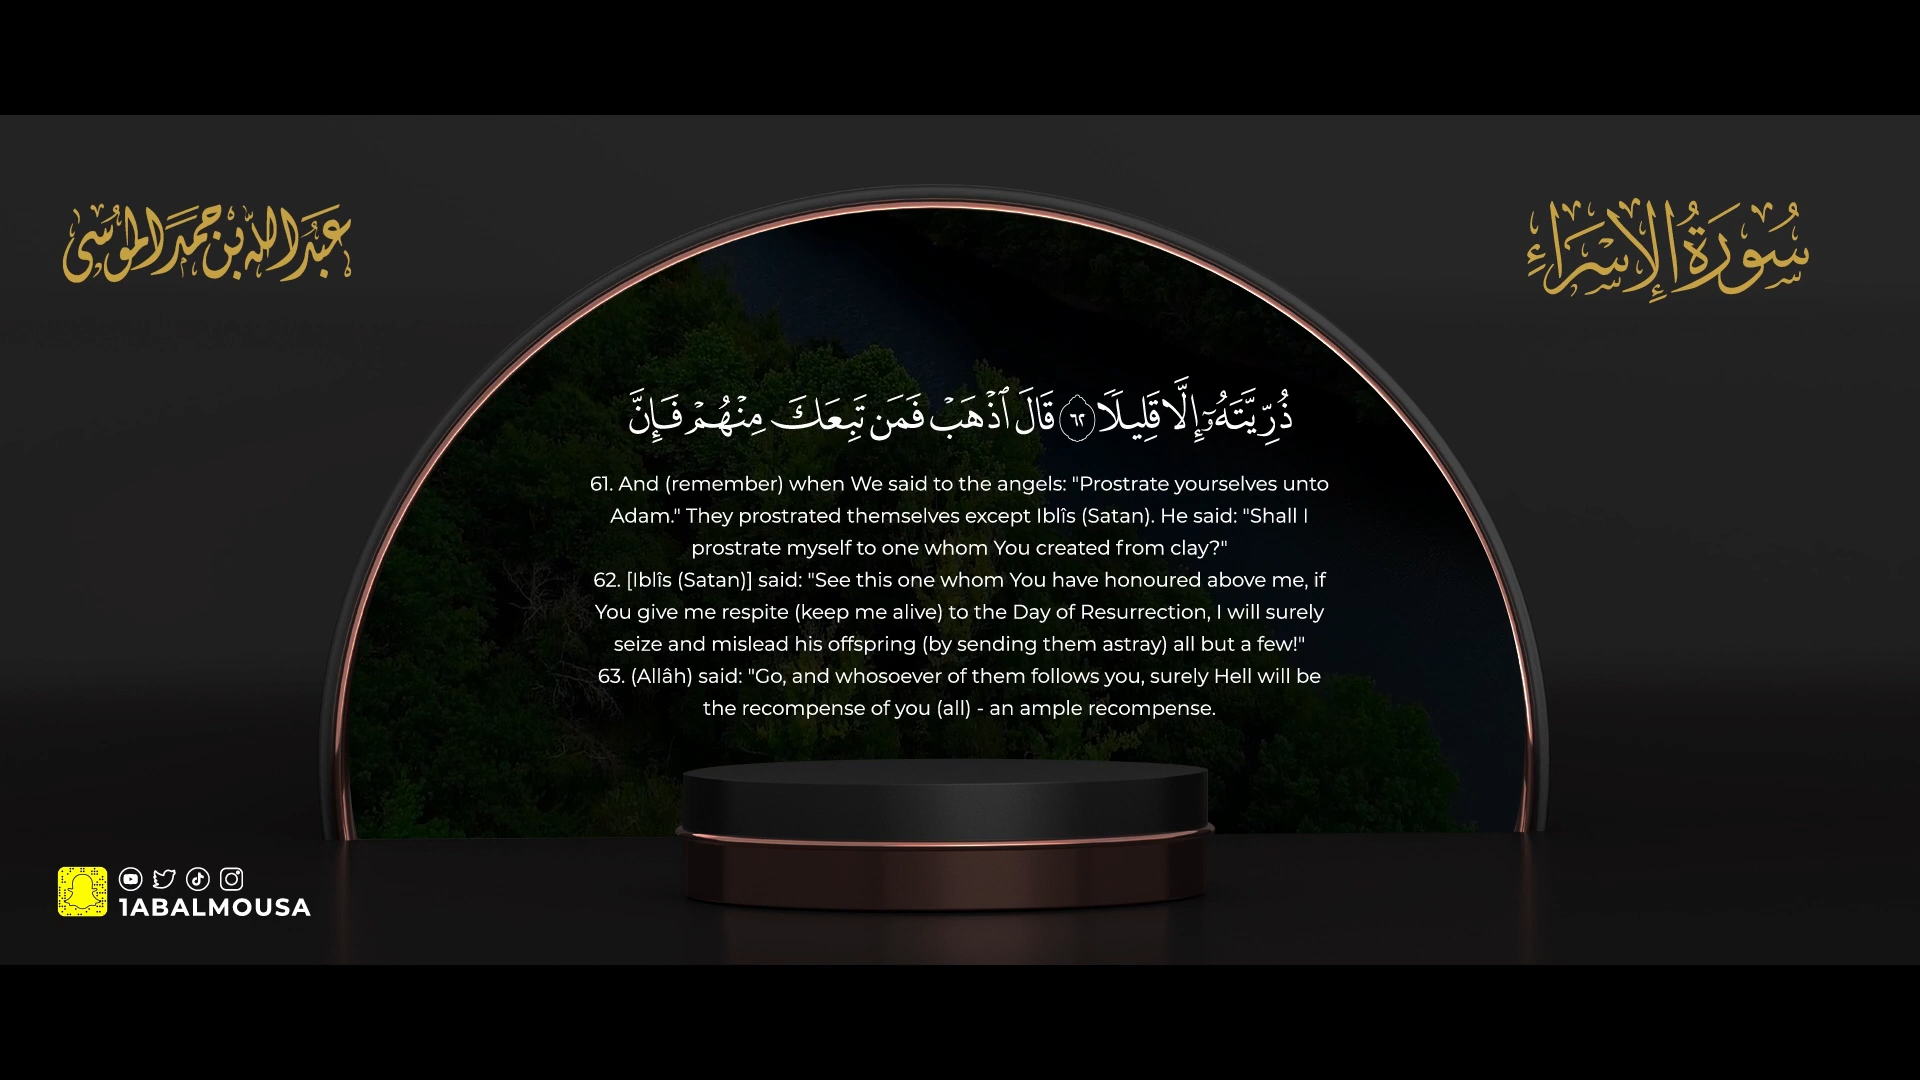 عبدالله بن حمد الموسى
سُورَةُ الإِسْرَاءِ
ذُرِّيَّتَهُۥٓ إِلَّا قَلِيلًا ٦٢ قَالَ ٱذْهَبْ فَمَن تَبِعَكَ مِنْهُمْ فَإِنَّ
61. And (remember) when We said to the angels: "Prostrate yourselves unto
Adam." They prostrated themselves except Iblîs (Satan). He said: "Shall I
prostrate myself to one whom You created from clay?"
62. [Iblîs (Satan)] said: "See this one whom You have honoured above me, if
You give me respite (keep me alive) to the Day of Resurrection, I will surely
seize and mislead his offspring (by sending them astray) all but a few!"
63. (Allâh) said: "Go, and whosoever of them follows you, surely Hell will be
the recompense of you (all) - an ample recompense.
1ABALMOUSA